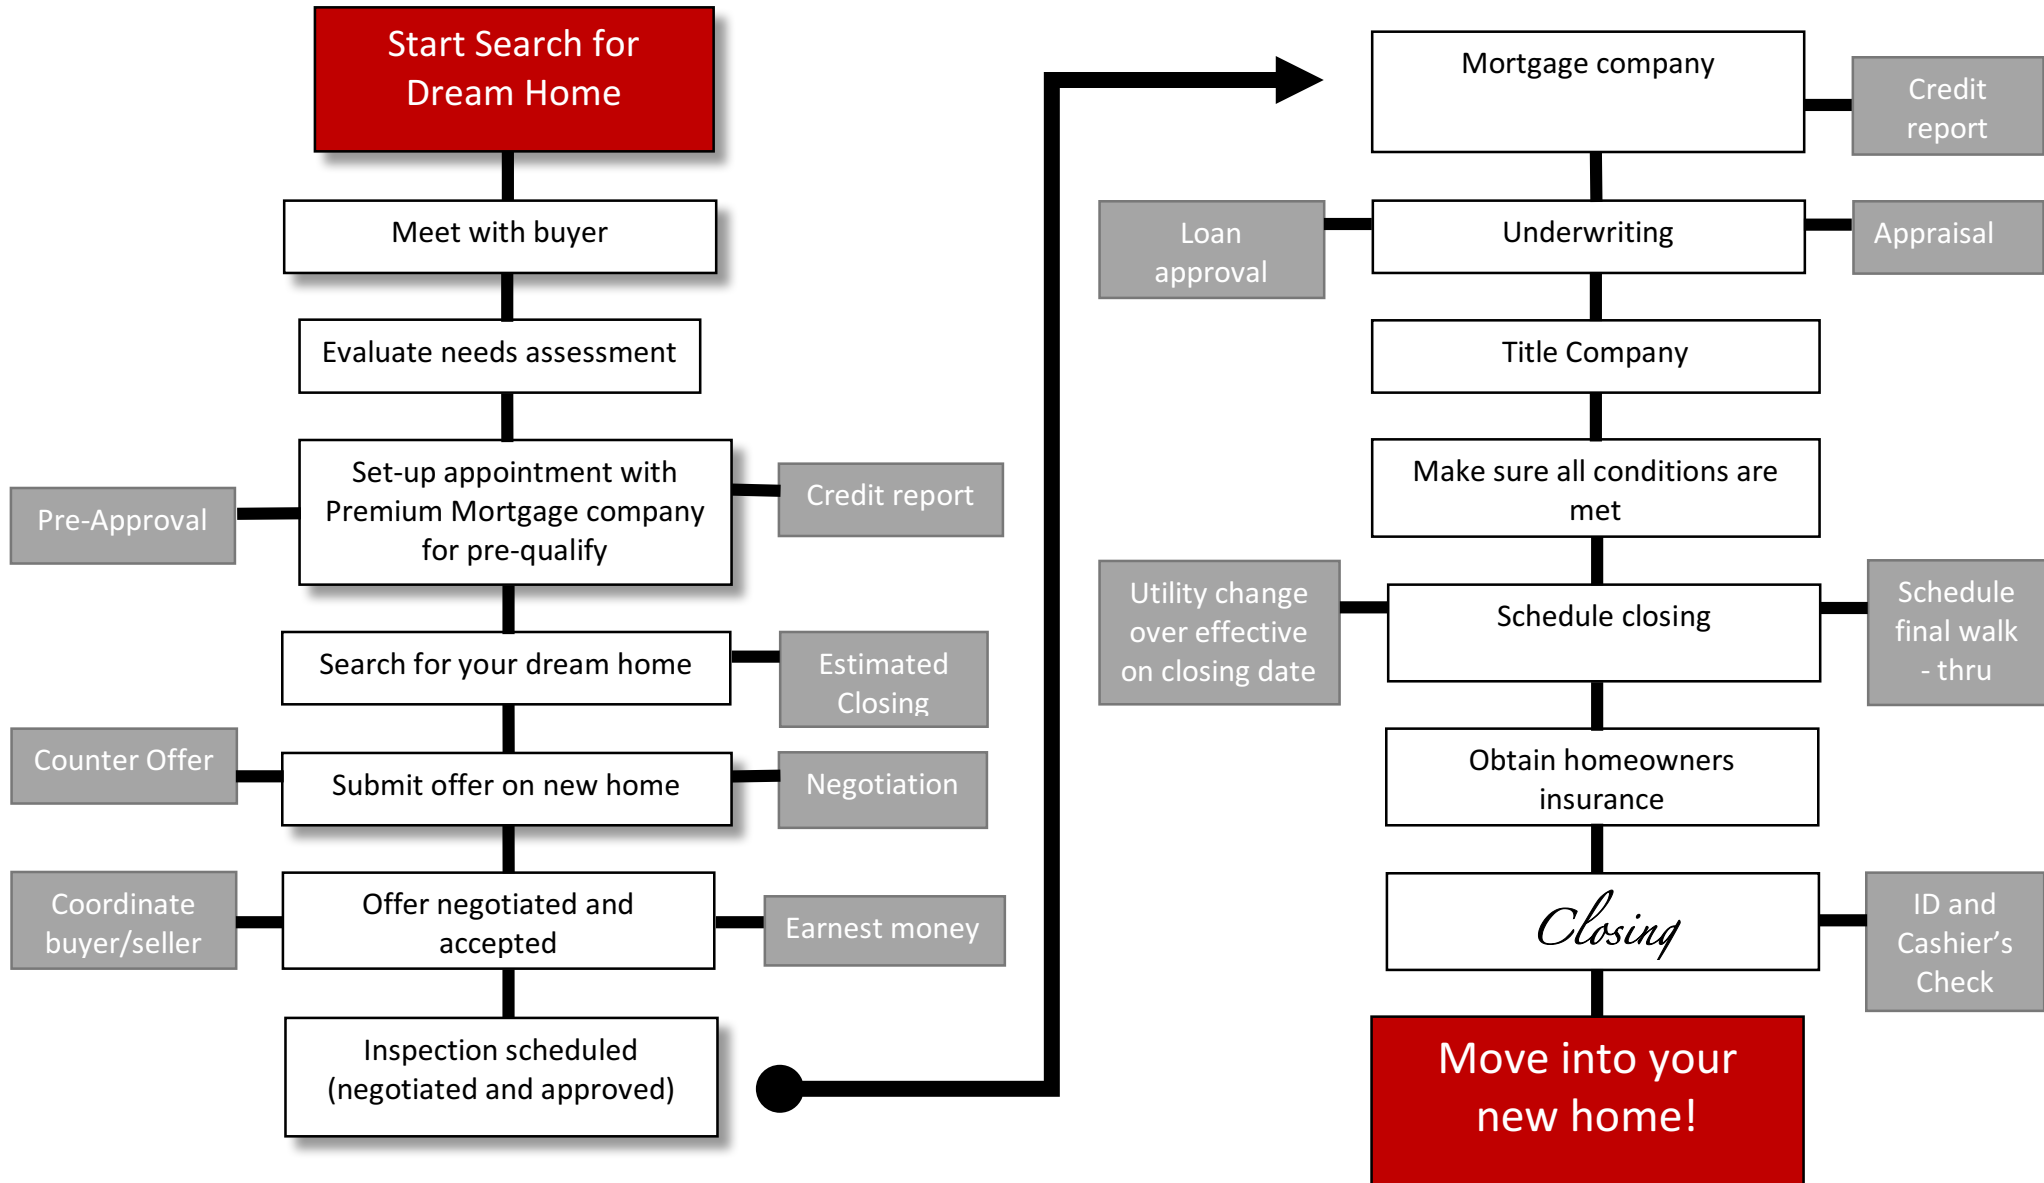 Start Search for
Dream Home
Meet with buyer
Evaluate needs assessment
Pre-Approval
Set-up appointment with
Premium Mortgage company
for pre-qualify
Credit report
Search for your dream home
Estimated
Closing
Counter Offer
Submit offer on new home
Negotiation
Coordinate
buyer/seller
Offer negotiated and
accepted
Earnest money
Inspection scheduled
(negotiated and approved)
Mortgage company
Credit
report
Loan
approval
Underwriting
Appraisal
Title Company
Make sure all conditions are
met
Utility change
over effective
on closing date
Schedule closing
Schedule
final walk
- thru
Obtain homeowners
insurance
Closing
ID and
Cashier’s
Check
Move into your
new home!